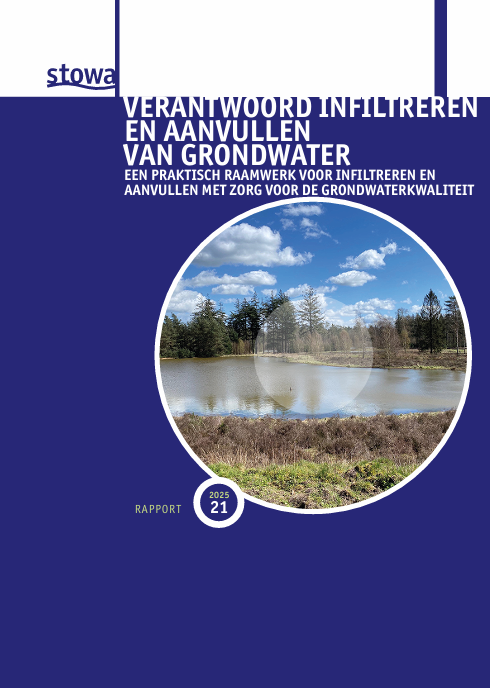 stowa
VERANTWOORD INFILTREREN
EN AANVULLEN
VAN GRONDWATER
EEN PRAKTISCH RAAMWERK VOOR INFILTREREN EN
AANVULLEN MET ZORG VOOR DE GRONDWATERKWALITEIT
2025
RAPPORT 21